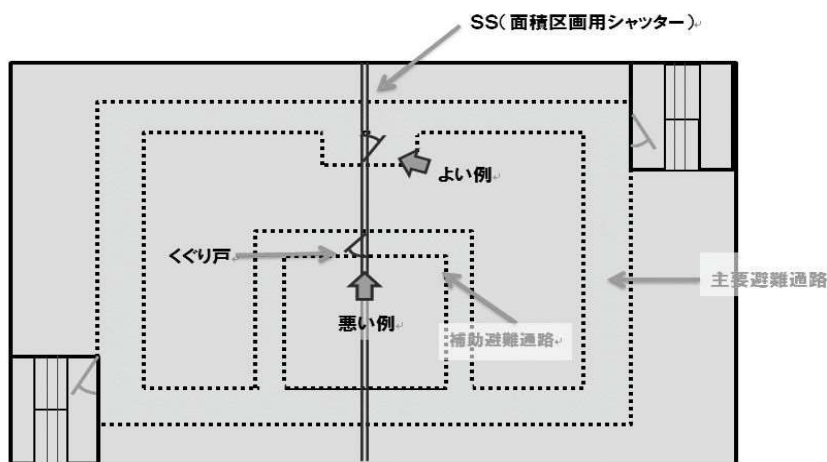 SS(面積区画用シャッター)
よい例
くぐり戸
主要避難通路
悪い例
補助避難通路